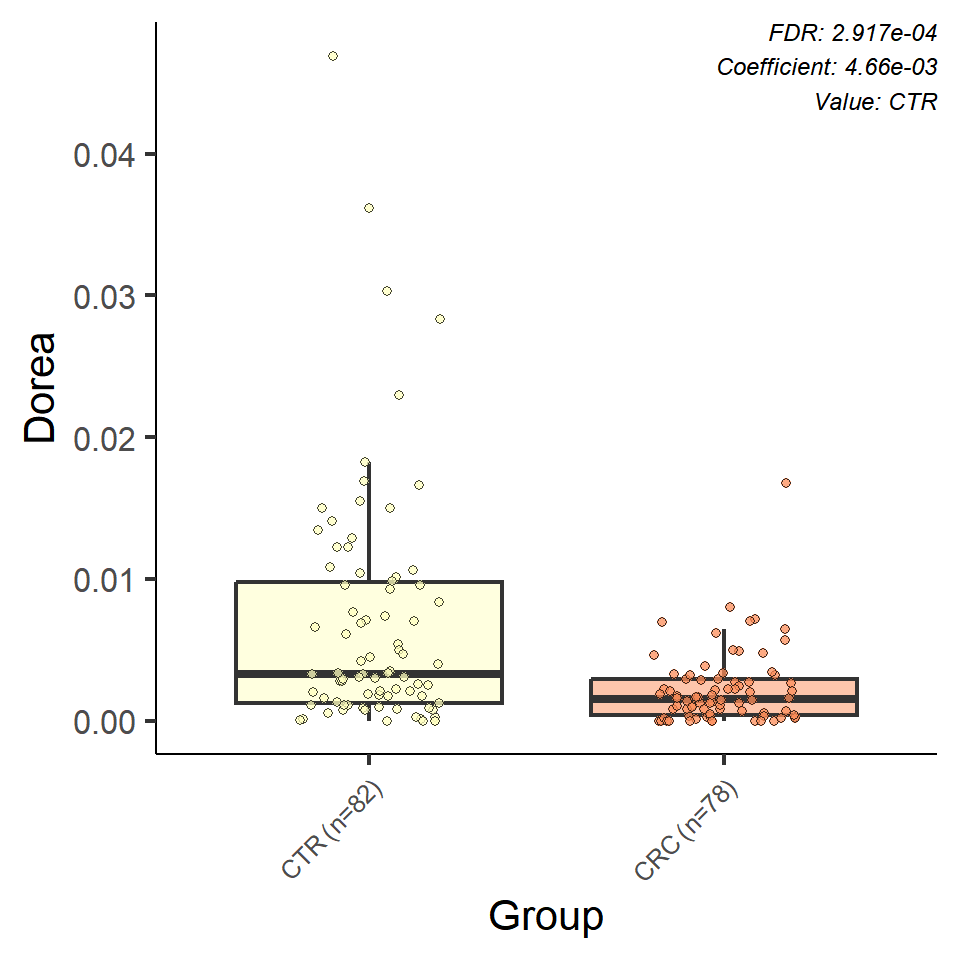 FDR: 2.917e-04
Coefficient: 4.66e-03
Value: CTR
0.04
0.03
0.02
0.01
0.00
Dorea
CTR (n=82)
CRC (n=78)
Group